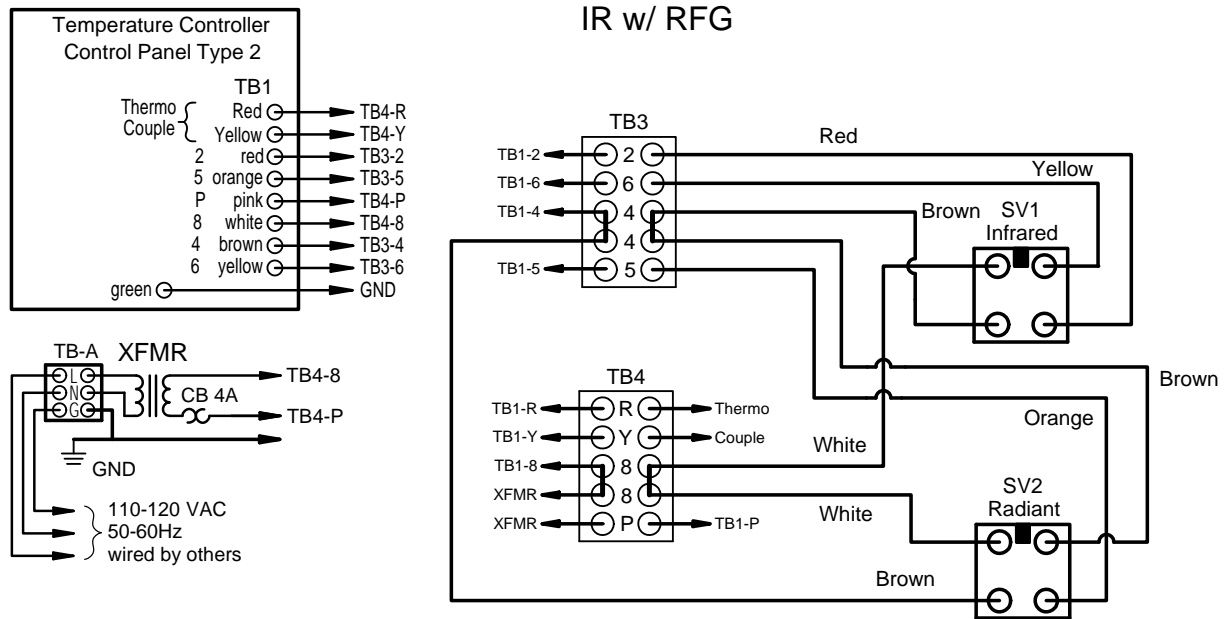 IR w/ RFG
Temperature Controller
Control Panel Type 2
TB1
Thermo
Couple
Red TB4-R
Yellow TB4-Y
2 red TB3-2
5 orange TB3-5
P pink TB4-P
8 white TB4-8
4 brown TB3-4
6 yellow TB3-6
green GND
TB-A XFMR
L
N
G
TB4-8
CB 4A
TB4-P
GND
110-120 VAC
50-60Hz
wired by others
TB3
TB1-2 2
TB1-6 6
TB1-4 4
4
TB1-5 5
Red
Yellow
Brown
SV1
Infrared
Brown
Orange
TB4
TB1-R R Thermo
TB1-Y Y Couple
TB1-8 8
XFMR 8
XFMR P TB1-P
White
White
SV2
Radiant
Brown